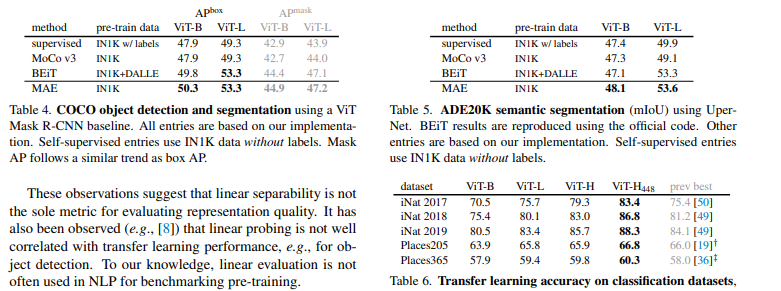 APbox APmask
method pre-train data ViT-B ViT-L ViT-B ViT-L
supervised IN1K w/ labels 47.9 49.3 42.9 43.9
MoCo v3 IN1K 47.9 49.3 42.7 44.0
BEiT IN1K+DALLE 49.8 53.3 44.4 47.1
MAE IN1K 50.3 53.3 44.9 47.2
Table 4. COCO object detection and segmentation using a ViT
Mask R-CNN baseline. All entries are based on our implementa-
tion. Self-supervised entries use IN1K data without labels. Mask
AP follows a similar trend as box AP.
These observations suggest that linear separability is not
the sole metric for evaluating representation quality. It has
also been observed (e.g., [8]) that linear probing is not well
correlated with transfer learning performance, e.g., for ob-
ject detection. To our knowledge, linear evaluation is not
often used in NLP for benchmarking pre-training.
method pre-train data ViT-B ViT-L
supervised IN1K w/ labels 47.4 49.9
MoCo v3 IN1K 47.3 49.1
BEiT IN1K+DALLE 47.1 53.3
MAE IN1K 48.1 53.6
Table 5. ADE20K semantic segmentation (mIoU) using Uper-
Net. BEiT results are reproduced using the official code. Other
entries are based on our implementation. Self-supervised entries
use IN1K data without labels.
dataset ViT-B ViT-L ViT-H ViT-H448 prev best
iNat 2017 70.5 75.7 79.3 83.4 75.4 [50]
iNat 2018 75.4 80.1 83.0 86.8 81.2 [49]
iNat 2019 80.5 83.4 85.7 88.3 84.1 [49]
Places205 63.9 65.8 65.9 66.8 66.0 [19]†
Places365 57.9 59.4 59.8 60.3 58.0 [36]‡
Table 6. Transfer learning accuracy on classification datasets,